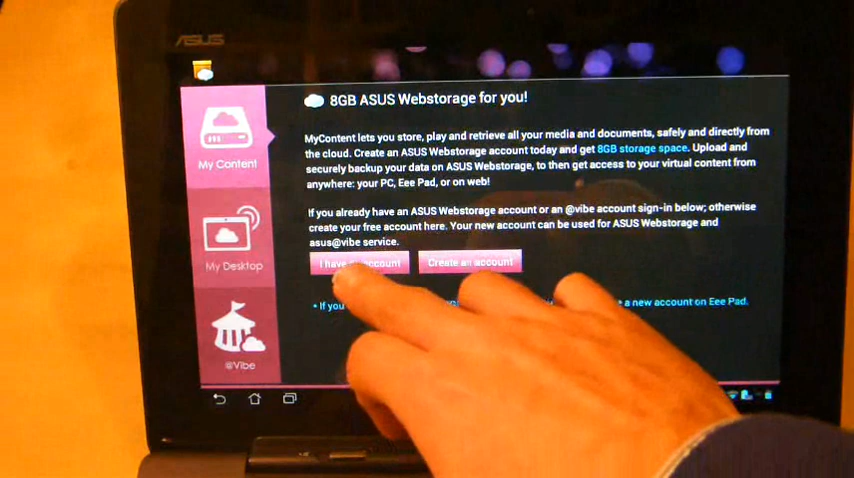 ASUS
8GB ASUS Webstorage for you!
My Content
MyContent lets you store, play and retrieve all your media and documents, safely and directly from
the cloud. Create an ASUS Webstorage account today and get 8GB storage space. Upload and
securely backup your data on ASUS Webstorage, to then get access to your virtual content from
anywhere: your PC, Eee Pad, or on web!
If you already have an ASUS Webstorage account or an @vibe account sign-in below; otherwise
create your free account here. Your new account can be used for ASUS Webstorage and
asus@vibe service.
My Desktop
I have account
Create an account
• If you a new account on Eee Pad.
@Vibe